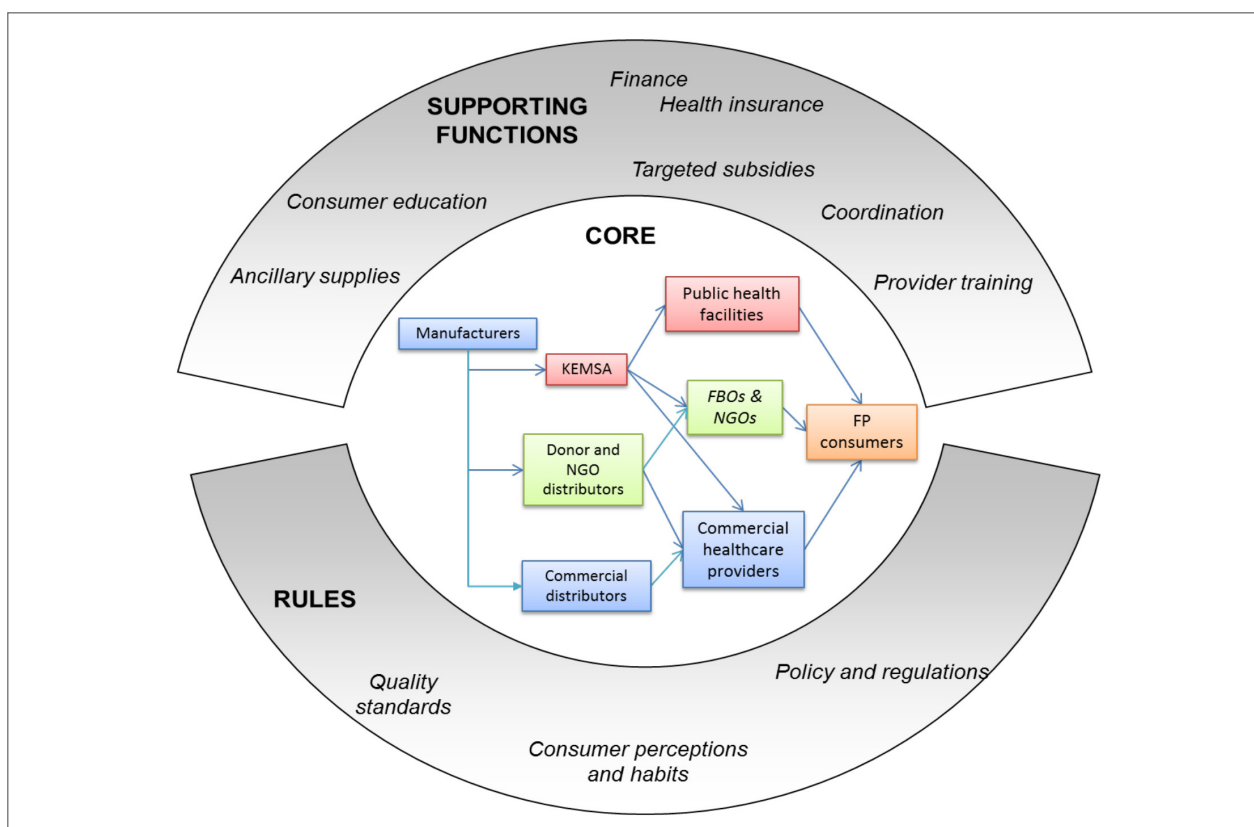 SUPPORTING
FUNCTIONS
Finance
Health insurance
Targeted subsidies
Consumer education
Coordination
Ancillary supplies
Provider training
CORE
Manufacturers
KEMSA
Public health
facilities
FBOs &
NGOs
FP
consumers
Donor and
NGO
distributors
Commercial
healthcare
providers
Commercial
distributors
RULES
Quality
standards
Consumer perceptions
and habits
Policy and regulations